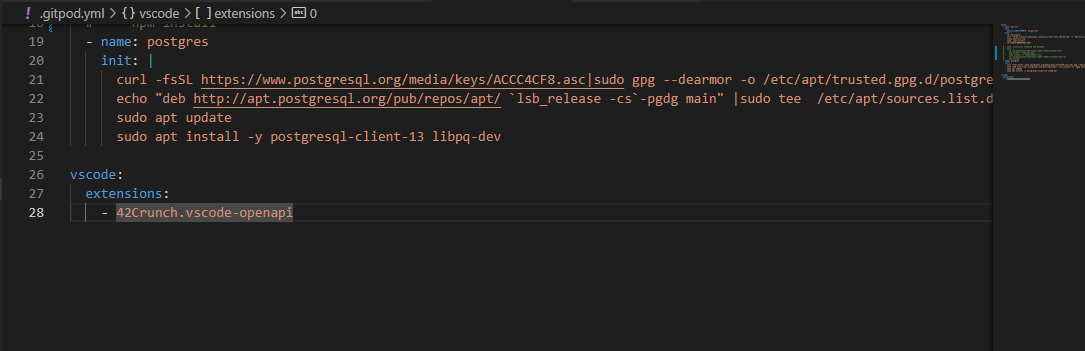 .gitpod.yml > {} vscode > [ ] extensions > abc 0
# npm install
19 - name: postgres
20 init: |
21 curl -fsSL https://www.postgresql.org/media/keys/ACCC4CF8.asc|sudo gpg --dearmor -o /etc/apt/trusted.gpg.d/postgre
22 echo "deb http://apt.postgresql.org/pub/repos/apt/ `lsb_release -cs`-pgdg main" |sudo tee  /etc/apt/sources.list.d
23 sudo apt update
24 sudo apt install -y postgresql-client-13 libpq-dev
25
26 vscode:
27 extensions:
28 - 42Crunch.vscode-openapi